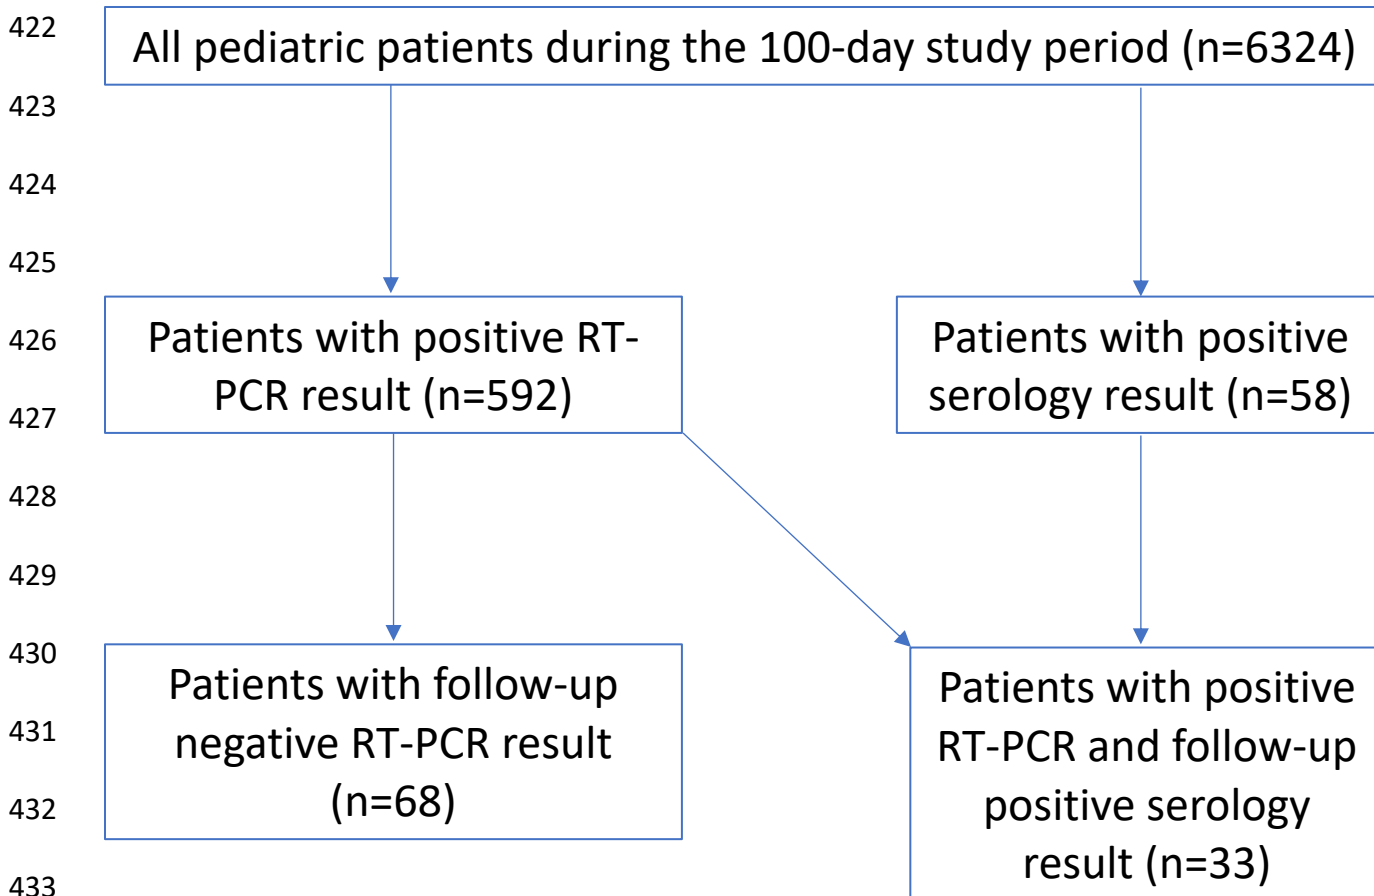 422
All pediatric patients during the 100-day study period (n=6324)
423
424
425
426
Patients with positive RT-
PCR result (n=592)
Patients with positive
serology result (n=58)
427
428
429
430
Patients with follow-up
negative RT-PCR result
(n=68)
Patients with positive
RT-PCR and follow-up
positive serology
result (n=33)
431
432
433